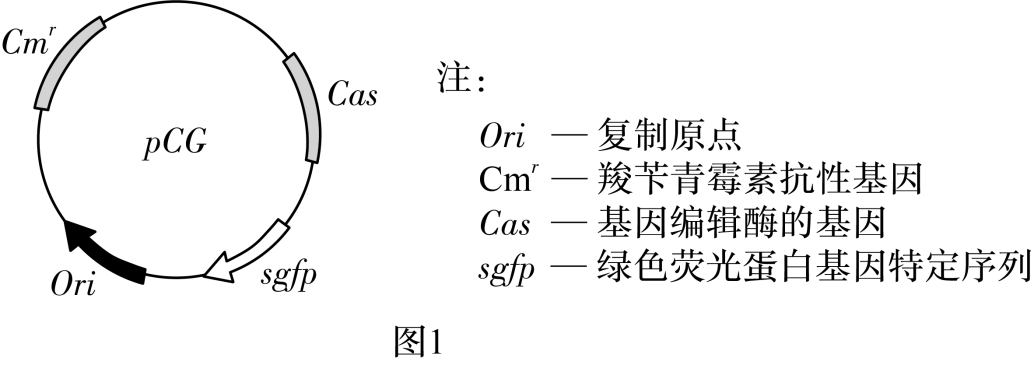 Cmʳ
Cas
pCG
Ori
sgfp
注：
Ori — 复制原点
Cmʳ — 羧苄青霉素抗性基因
Cas — 基因编辑酶的基因
sgfp — 绿色荧光蛋白基因特定序列
图1